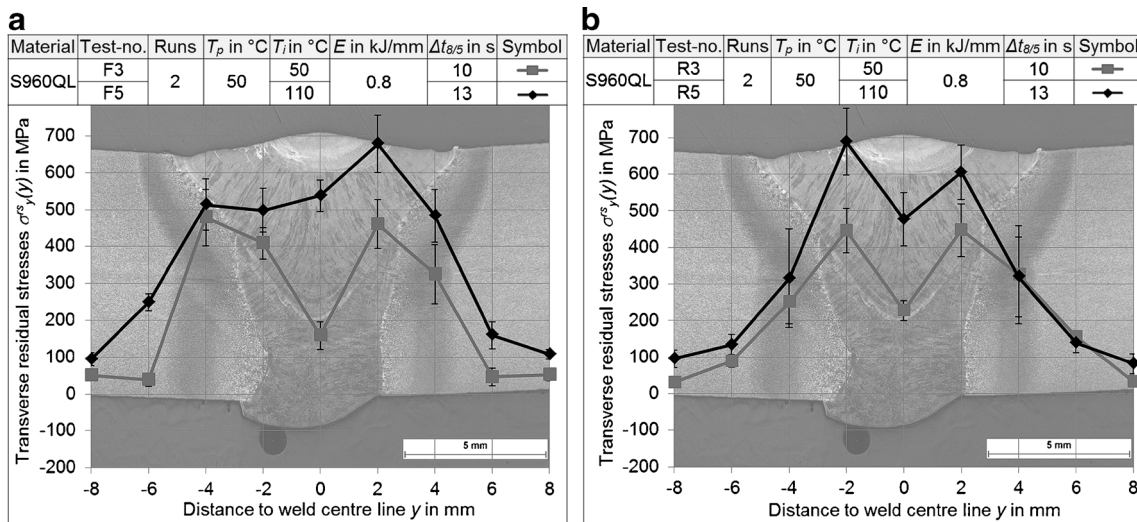 a
Material Test-no. Runs Tp in °C Ti in °C E in kJ/mm Δt8/5 in s Symbol
S960QL F3 2 50 50 0.8 10
F5 110 13
Transverse residual stresses σrsy(y) in MPa
700
600
500
400
300
200
100
0
-100
-200
5 mm
-8 -6 -4 -2 0 2 4 6 8
Distance to weld centre line y in mm
b
Material Test-no. Runs Tp in °C Ti in °C E in kJ/mm Δt8/5 in s Symbol
S960QL R3 2 50 50 0.8 10
R5 110 13
Transverse residual stresses σrsy(y) in MPa
700
600
500
400
300
200
100
0
-100
-200
5 mm
-8 -6 -4 -2 0 2 4 6 8
Distance to weld centre line y in mm